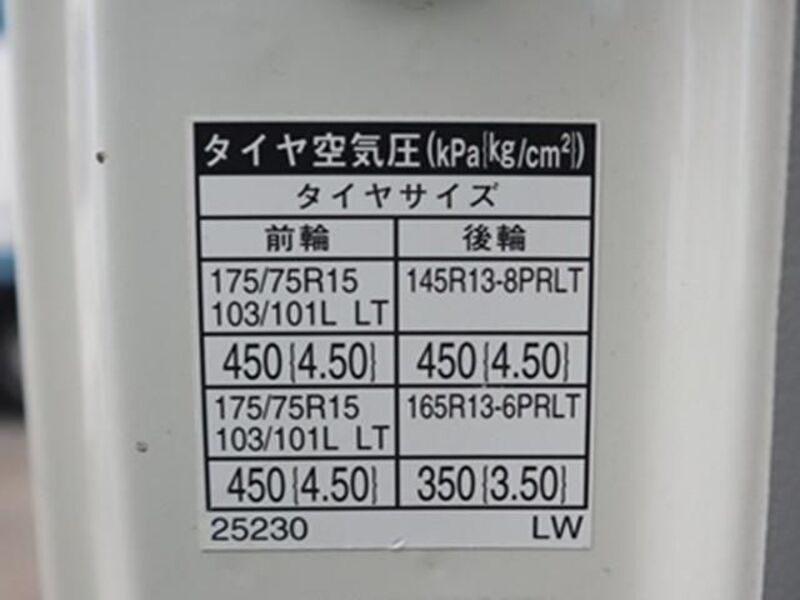 タイヤ空気圧(kPa{kg/cm²})
タイヤサイズ
前輪 後輪
175/75R15 145R13-8PRLT
103/101L LT
450{4.50} 450{4.50}
175/75R15 165R13-6PRLT
103/101L LT
450{4.50} 350{3.50}
25230 LW